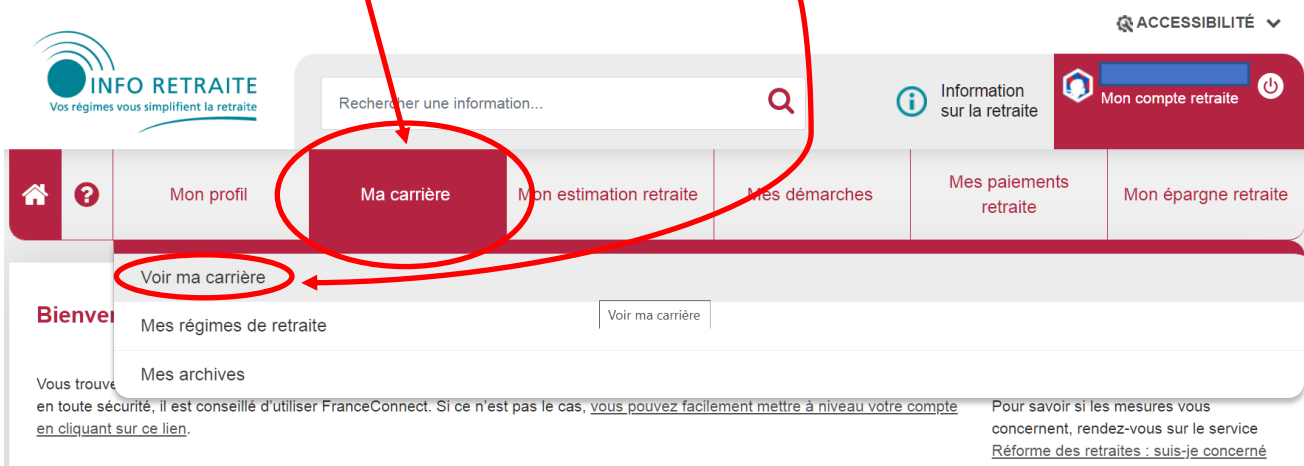 ACCESSIBILITÉ
INFO RETRAITE
Vos régimes vous simplifient la retraite
Rechercher une information...
Information
sur la retraite
Mon compte retraite
Mon profil
Ma carrière
Mon estimation retraite
Mes démarches
Mes paiements
retraite
Mon épargne retraite
Voir ma carrière
Mes régimes de retraite
Voir ma carrière
Mes archives
Vous
en toute sécurité, il est conseillé d'utiliser FranceConnect. Si ce n'est pas le cas, vous pouvez facilement mettre à niveau votre compte
en cliquant sur ce lien.
Pour savoir si les mesures vous
concernent, rendez-vous sur le service
Réforme des retraites : suis-je concerné